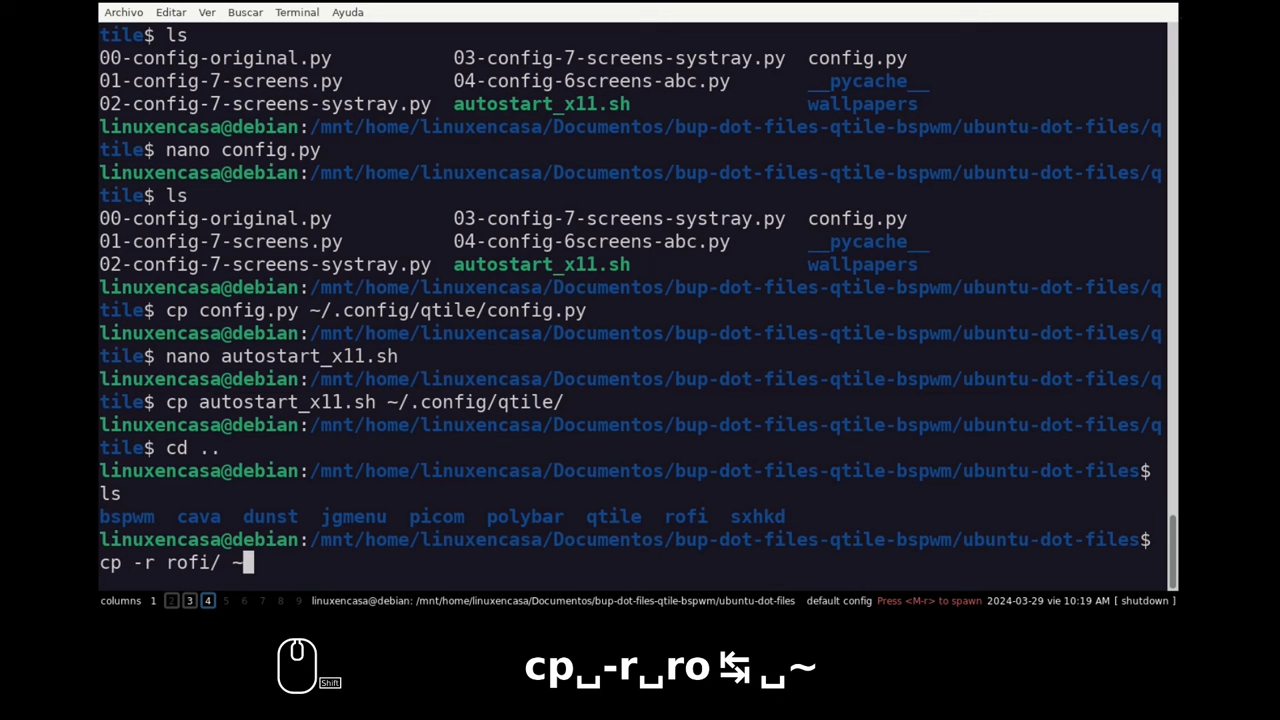 Archivo Editar Ver Buscar Terminal Ayuda
tile$ ls
00-config-original.py 03-config-7-screens-systray.py config.py
01-config-7-screens.py 04-config-6screens-abc.py __pycache__
02-config-7-screens-systray.py autostart_x11.sh wallpapers
linuxencasa@debian:/mnt/home/linuxencasa/Documentos/bup-dot-files-qtile-bspwm/ubuntu-dot-files/q
tile$ nano config.py
linuxencasa@debian:/mnt/home/linuxencasa/Documentos/bup-dot-files-qtile-bspwm/ubuntu-dot-files/q
tile$ ls
00-config-original.py 03-config-7-screens-systray.py config.py
01-config-7-screens.py 04-config-6screens-abc.py __pycache__
02-config-7-screens-systray.py autostart_x11.sh wallpapers
linuxencasa@debian:/mnt/home/linuxencasa/Documentos/bup-dot-files-qtile-bspwm/ubuntu-dot-files/q
tile$ cp config.py ~/.config/qtile/config.py
linuxencasa@debian:/mnt/home/linuxencasa/Documentos/bup-dot-files-qtile-bspwm/ubuntu-dot-files/q
tile$ nano autostart_x11.sh
linuxencasa@debian:/mnt/home/linuxencasa/Documentos/bup-dot-files-qtile-bspwm/ubuntu-dot-files/q
tile$ cp autostart_x11.sh ~/.config/qtile/
linuxencasa@debian:/mnt/home/linuxencasa/Documentos/bup-dot-files-qtile-bspwm/ubuntu-dot-files/q
tile$ cd ..
linuxencasa@debian:/mnt/home/linuxencasa/Documentos/bup-dot-files-qtile-bspwm/ubuntu-dot-files$
ls
bspwm cava dunst jgmenu picom polybar qtile rofi sxhkd
linuxencasa@debian:/mnt/home/linuxencasa/Documentos/bup-dot-files-qtile-bspwm/ubuntu-dot-files$
cp -r rofi/ ~
columns 1 2 3 4 5 6 7 8 9 linuxencasa@debian: /mnt/home/linuxencasa/Documentos/bup-dot-files-qtile-bspwm/ubuntu-dot-files default config Press <M-r> to spawn 2024-03-29 vie 10:19 AM [ shutdown ]
Shift
cp␣-r␣ro↹␣~